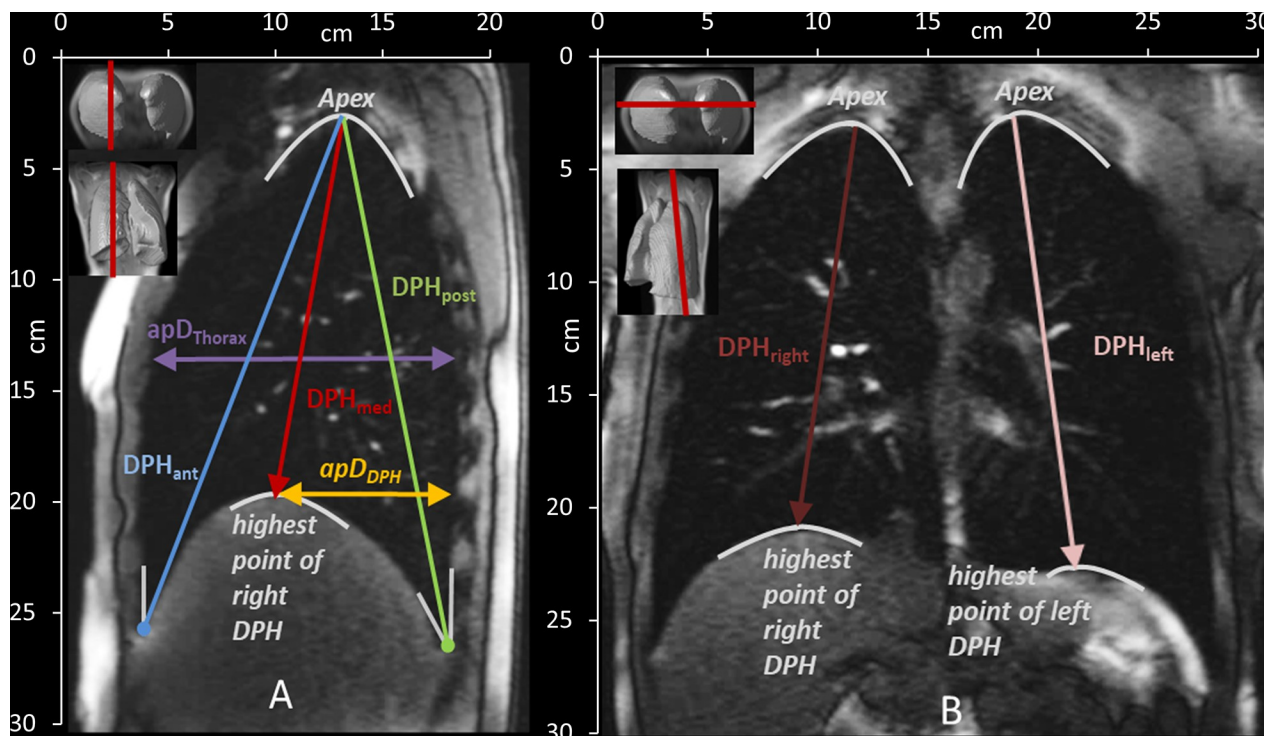 0 5 10 15 20
cm
0
5
10
cm
15
20
25
30
Apex
DPHpost
apDThorax
DPHmed
DPHant
apDDPH
highest
point of
right
DPH
A
0 5 10 15 20 25 30
cm
0
5
10
cm
15
20
25
30
Apex
Apex
DPHright
DPHleft
highest
point of
right
DPH
highest
point of left
DPH
B